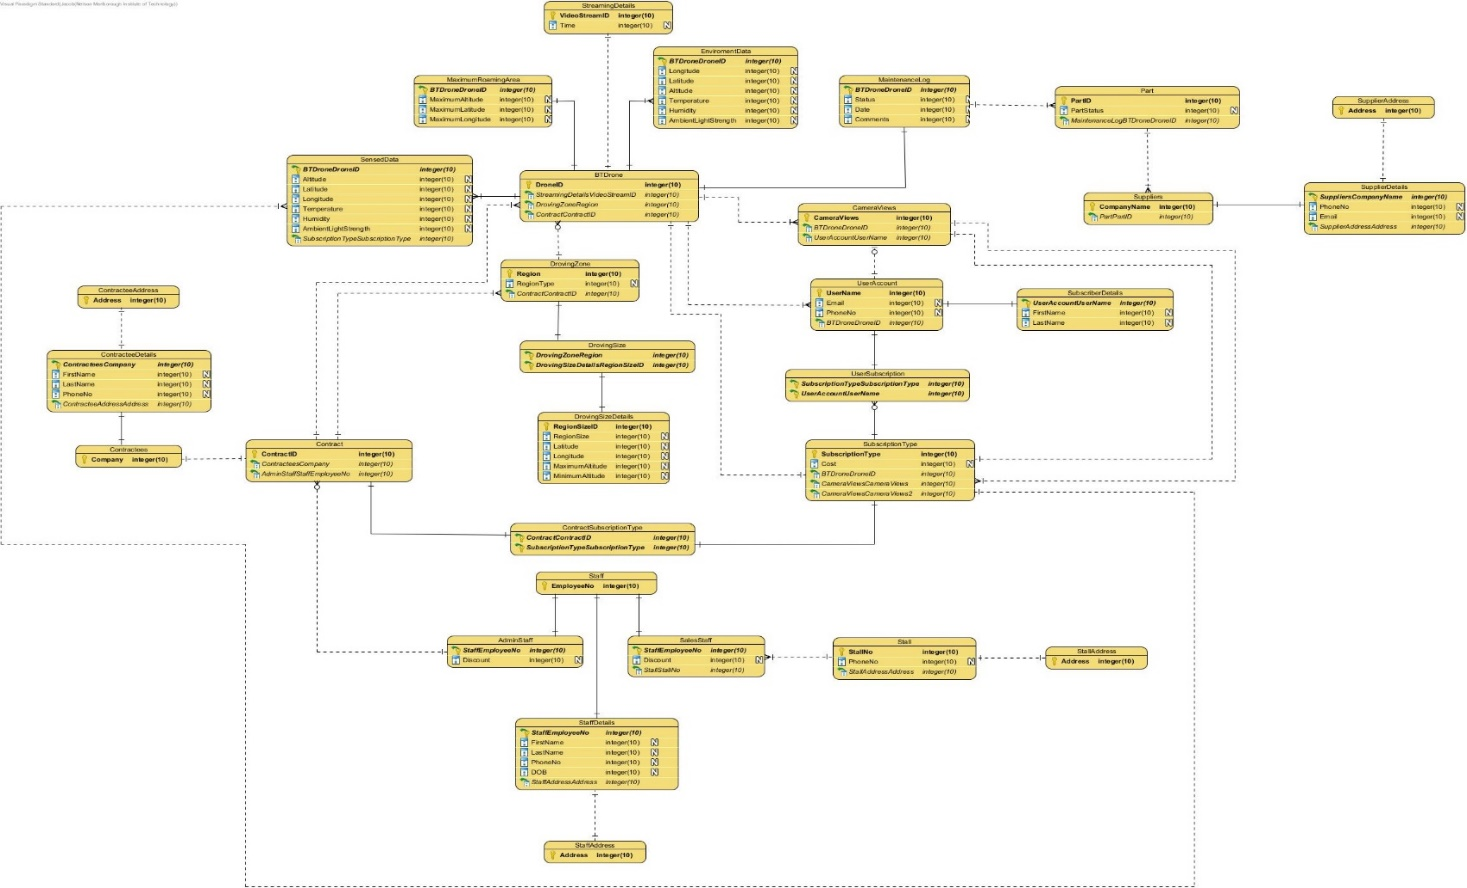 Visual Paradigm Standard(Nelson Marlborough Institute of Technology)
StreamingDetails
VideoStreamID integer(10)
Time integer(10)
EnviromentData
BTDroneDroneID integer(10)
Longitude integer(10)
Latitude integer(10)
Altitude integer(10)
Temperature integer(10)
Humidity integer(10)
AmbientLightStrength integer(10)
MaximumRoamingArea
BTDroneDroneID integer(10)
MaximumAltitude integer(10)
MaximumLatitude integer(10)
MaximumLongitude integer(10)
MaintenanceLog
BTDroneDroneID integer(10)
Status integer(10)
Date integer(10)
Comments integer(10)
Part
PartID integer(10)
PartStatus integer(10)
MaintenanceLogBTDroneDroneID integer(10)
SupplierAddress
Address integer(10)
SensedData
BTDroneDroneID integer(10)
Altitude integer(10)
Latitude integer(10)
Longitude integer(10)
Temperature integer(10)
Humidity integer(10)
AmbientLightStrength integer(10)
SubscriptionTypeSubscriptionType integer(10)
BTDrone
DroneID integer(10)
StreamingDetailsVideoStreamID integer(10)
DrovingZoneRegion integer(10)
ContractContractID integer(10)
Suppliers
CompanyName integer(10)
PartPartID integer(10)
SupplierDetails
SuppliersCompanyName integer(10)
PhoneNo integer(10)
Email integer(10)
SupplierAddressAddress integer(10)
CameraViews
CameraViews integer(10)
BTDroneDroneID integer(10)
UserAccountUserName integer(10)
DrovingZone
Region integer(10)
RegionType integer(10)
ContractContractID integer(10)
UserAccount
UserName integer(10)
Email integer(10)
PhoneNo integer(10)
BTDroneDroneID integer(10)
SubscriberDetails
UserAccountUserName integer(10)
FirstName integer(10)
LastName integer(10)
ContracteeAddress
Address integer(10)
ContracteeDetails
ContracteesCompany integer(10)
FirstName integer(10)
LastName integer(10)
PhoneNo integer(10)
ContracteeAddressAddress integer(10)
DrovingSize
DrovingZoneRegion integer(10)
DrovingSizeDetailsRegionSizeID integer(10)
UserSubscription
SubscriptionTypeSubscriptionType integer(10)
UserAccountUserName integer(10)
DrovingSizeDetails
RegionSizeID integer(10)
RegionSize integer(10)
Latitude integer(10)
Longitude integer(10)
MaximumAltitude integer(10)
MinimumAltitude integer(10)
Contractees
Company integer(10)
Contract
ContractID integer(10)
ContracteesCompany integer(10)
AdminStaffStaffEmployeeNo integer(10)
SubscriptionType
SubscriptionType integer(10)
Cost integer(10)
BTDroneDroneID integer(10)
CameraViewsCameraViews integer(10)
CameraViewsCameraViews2 integer(10)
ContractSubscriptionType
ContractContractID integer(10)
SubscriptionTypeSubscriptionType integer(10)
Staff
EmployeeNo integer(10)
AdminStaff
StaffEmployeeNo integer(10)
Discount integer(10)
SalesStaff
StaffEmployeeNo integer(10)
Discount integer(10)
StallStallNo integer(10)
Stall
StallNo integer(10)
PhoneNo integer(10)
StallAddressAddress integer(10)
StallAddress
Address integer(10)
StaffDetails
StaffEmployeeNo integer(10)
FirstName integer(10)
LastName integer(10)
PhoneNo integer(10)
DOB integer(10)
StaffAddressAddress integer(10)
StaffAddress
Address integer(10)